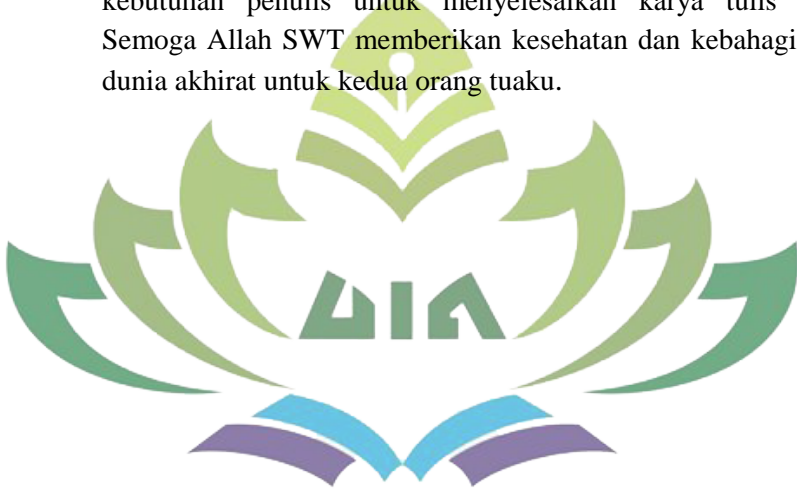 kebutuhan penulis untuk menyelesaikan karya tulis
Semoga Allah SWT memberikan kesehatan dan kebahagi
dunia akhirat untuk kedua orang tuaku.
UIN